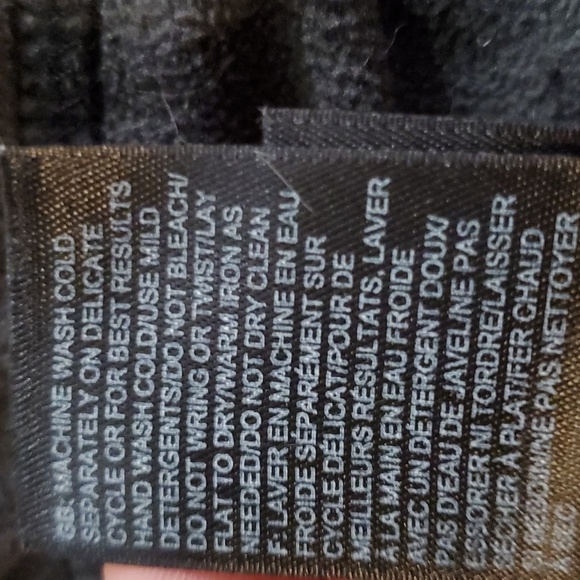 GB: MACHINE WASH COLD
SEPARATELY ON DELICATE
CYCLE OR FOR BEST RESULTS
HAND WASH COLD/USE MILD
DETERGENTS/DO NOT BLEACH/
DO NOT WRING OR TWIST/LAY
FLAT TO DRY/WARM IRON AS
NEEDED/DO NOT DRY CLEAN
F: LAVER EN MACHINE EN EAU
FROIDE SÉPARÉMENT SUR
CYCLE DÉLICAT/POUR DE
MEILLEURS RÉSULTATS, LAVER
À LA MAIN EN EAU FROIDE
AVEC UN DÉTERGENT DOUX/
PAS D'EAU DE JAVELINE PAS
ESSORER NI TORDRE/LAISSER
SÉCHER À PLAT/FER CHAUD
PAS NETTOYER